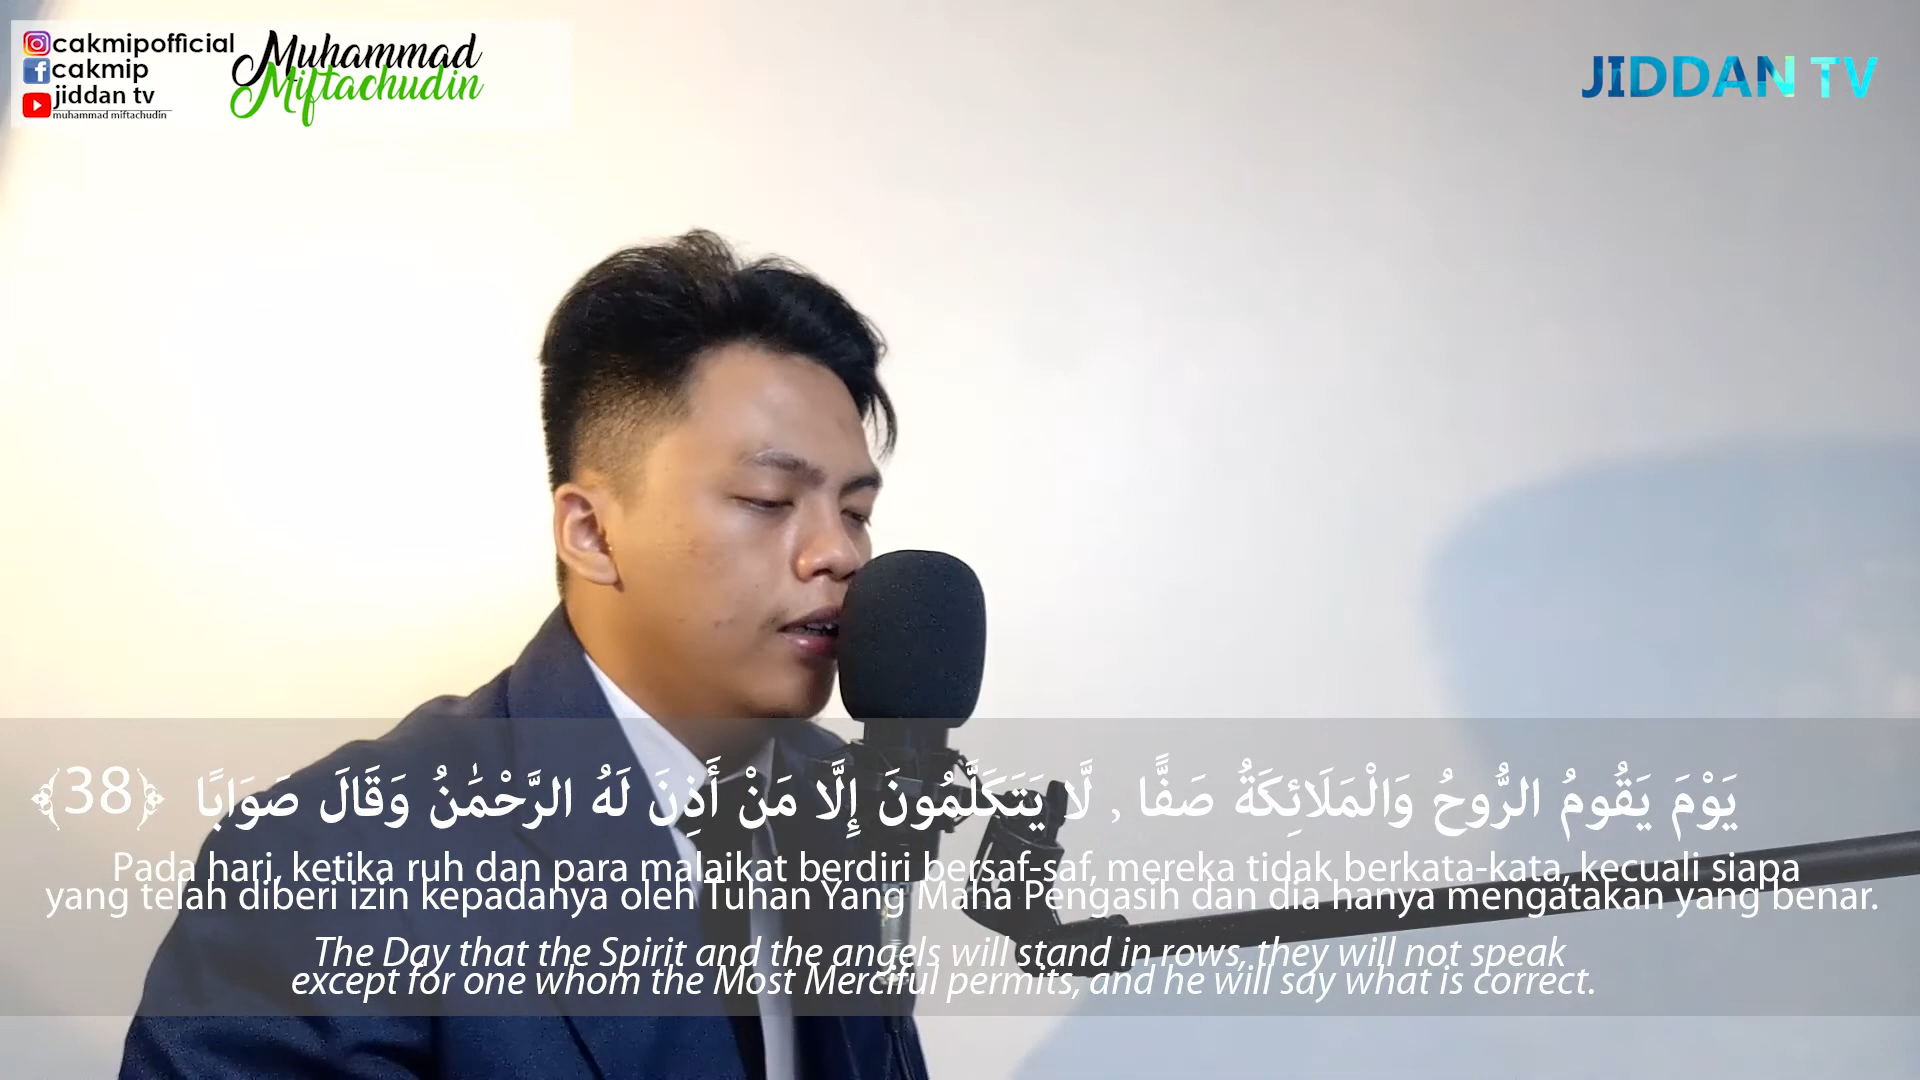 cakmipofficial
cakmip
jiddan tv
muhammad miftachudin
Muhammad
Miftachudin
JIDDAN TV
يَوْمَ يَقُومُ الرُّوحُ وَالْمَلَائِكَةُ صَفًّا , لَّا يَتَكَلَّمُونَ إِلَّا مَنْ أَذِنَ لَهُ الرَّحْمَٰنُ وَقَالَ صَوَابًا ﴿38﴾
Pada hari, ketika ruh dan para malaikat berdiri bersaf-saf, mereka tidak berkata-kata, kecuali siapa
yang telah diberi izin kepadanya oleh Tuhan Yang Maha Pengasih dan dia hanya mengatakan yang benar.
The Day that the Spirit and the angels will stand in rows, they will not speak
except for one whom the Most Merciful permits, and he will say what is correct.